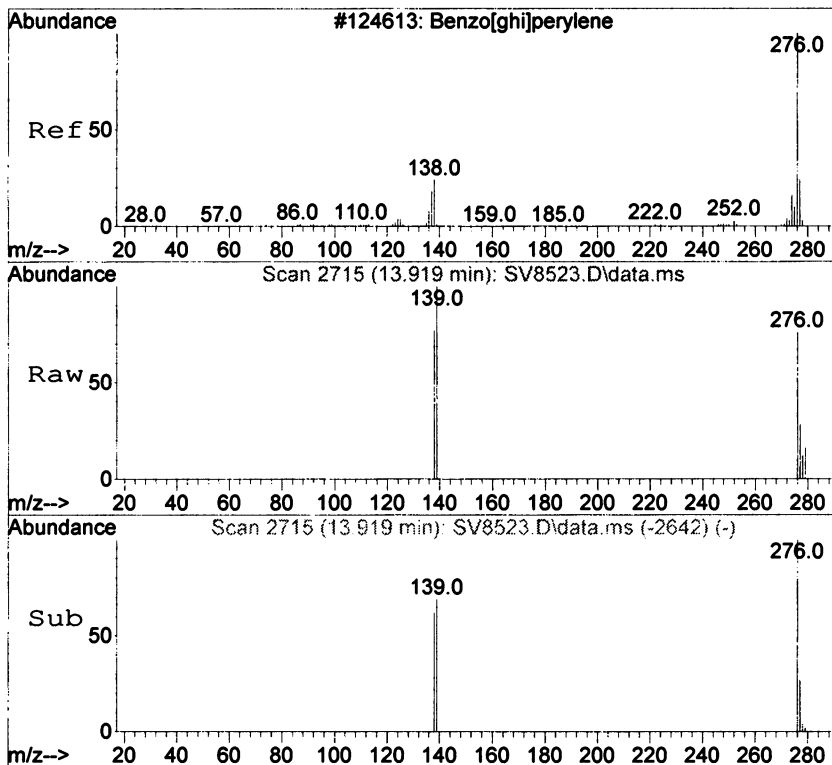 Abundance #124613: Benzo[ghi]perylene
276.0
Ref 50
138.0
28.0 57.0 86.0 110.0 159.0 185.0 222.0 252.0
0
m/z--> 20 40 60 80 100 120 140 160 180 200 220 240 260 280
Abundance Scan 2715 (13.919 min): SV8523.D\data.ms
139.0
276.0
Raw 50
0
m/z--> 20 40 60 80 100 120 140 160 180 200 220 240 260 280
Abundance Scan 2715 (13.919 min): SV8523.D\data.ms (-2642) (-)
276.0
139.0
Sub 50
0
m/z--> 20 40 60 80 100 120 140 160 180 200 220 240 260 280